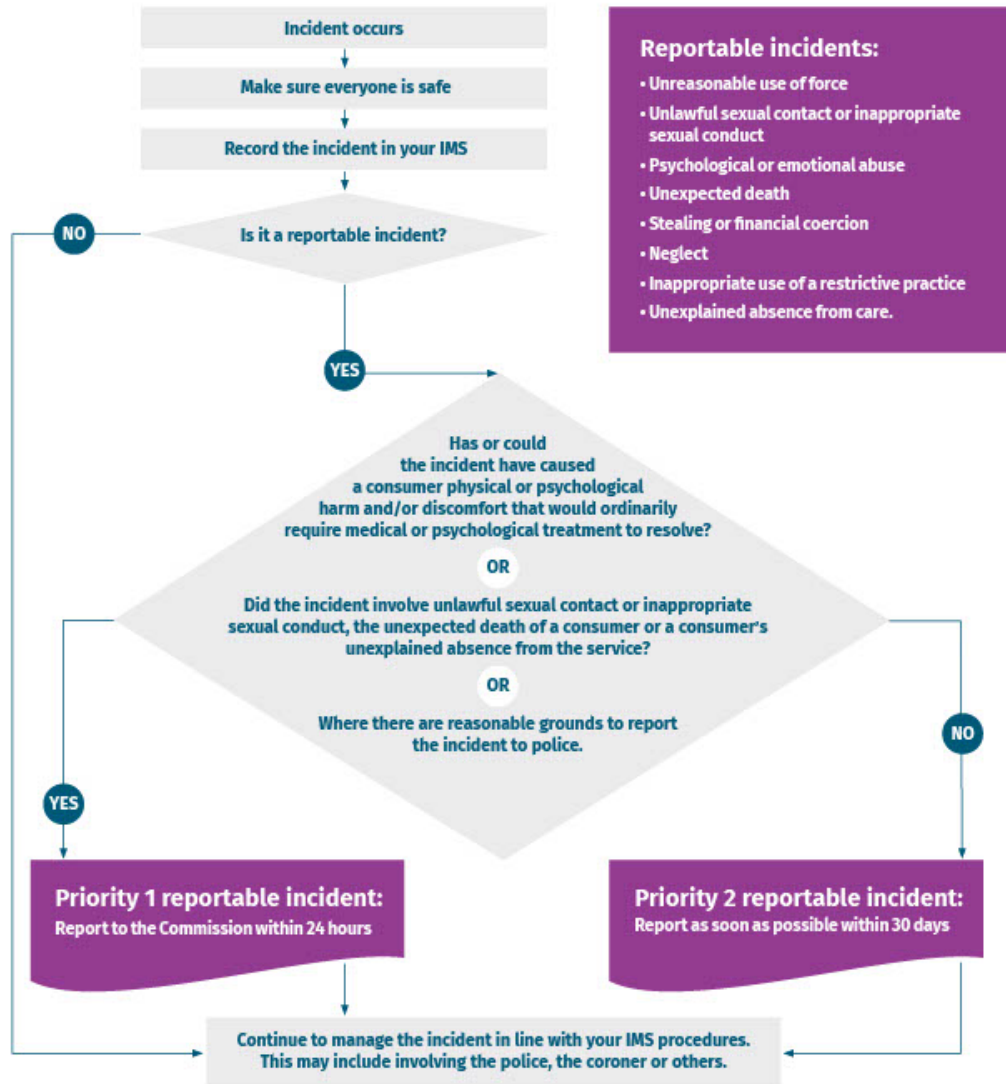 Incident occurs
Make sure everyone is safe
Record the incident in your IMS
Is it a reportable incident?
NO
YES
Reportable incidents:
• Unreasonable use of force
• Unlawful sexual contact or inappropriate
sexual conduct
• Psychological or emotional abuse
• Unexpected death
• Stealing or financial coercion
• Neglect
• Inappropriate use of a restrictive practice
• Unexplained absence from care.
Has or could
the incident have caused
a consumer physical or psychological
harm and/or discomfort that would ordinarily
require medical or psychological treatment to resolve?
OR
Did the incident involve unlawful sexual contact or inappropriate
sexual conduct, the unexpected death of a consumer or a consumer's
unexplained absence from the service?
OR
Where there are reasonable grounds to report
the incident to police.
YES
NO
Priority 1 reportable incident:
Report to the Commission within 24 hours
Priority 2 reportable incident:
Report as soon as possible within 30 days
Continue to manage the incident in line with your IMS procedures.
This may include involving the police, the coroner or others.